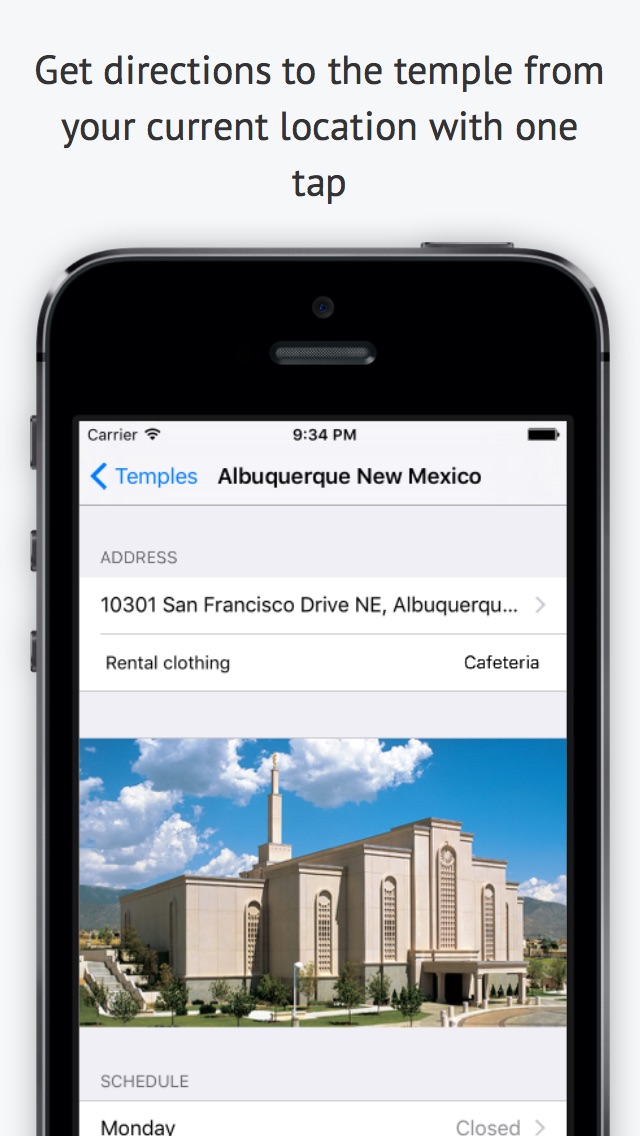 Get directions to the temple from
your current location with one
tap
Carrier 9:34 PM
Temples Albuquerque New Mexico
ADDRESS
10301 San Francisco Drive NE, Albuquerqu...
Rental clothing Cafeteria
SCHEDULE
Monday Closed